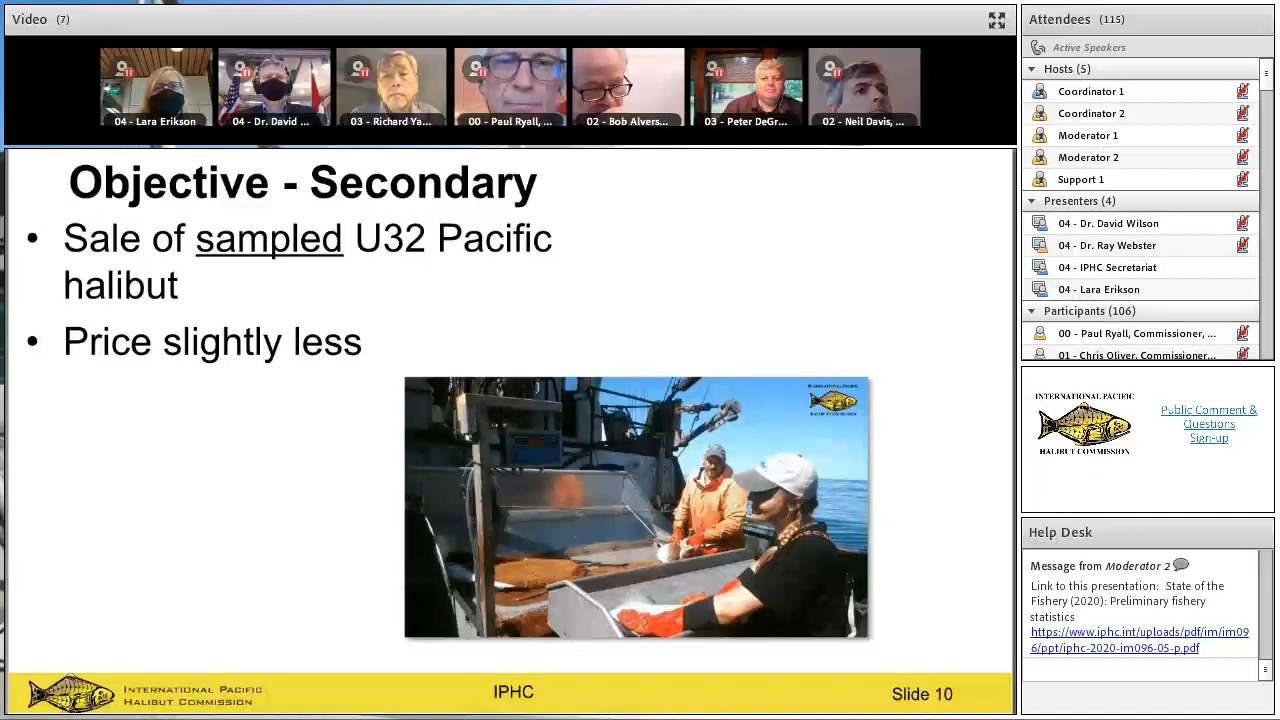 Video (7)
04 - Lara Erikson
04 - Dr. David ...
03 - Richard Ya...
00 - Paul Ryall, ...
02 - Bob Alvers...
03 - Peter DeGr...
02 - Neil Davis, ...
Objective - Secondary
• Sale of sampled U32 Pacific
halibut
• Price slightly less
INTERNATIONAL PACIFIC
HALIBUT COMMISSION
INTERNATIONAL PACIFIC
HALIBUT COMMISSION
IPHC
Slide 10
Attendees (115)
Active Speakers
Hosts (5)
Coordinator 1
Coordinator 2
Moderator 1
Moderator 2
Support 1
Presenters (4)
04 - Dr. David Wilson
04 - Dr. Ray Webster
04 - IPHC Secretariat
04 - Lara Erikson
Participants (106)
00 - Paul Ryall, Commissioner, ...
01 - Chris Oliver, Commissioner...
INTERNATIONAL PACIFIC
HALIBUT COMMISSION
Public Comment &
Questions
Sign-up
Help Desk
Message from Moderator 2
Link to this presentation: State of the
Fishery (2020): Preliminary fishery
statistics
https://www.iphc.int/uploads/pdf/im/im09
6/ppt/iphc-2020-im096-05-p.pdf